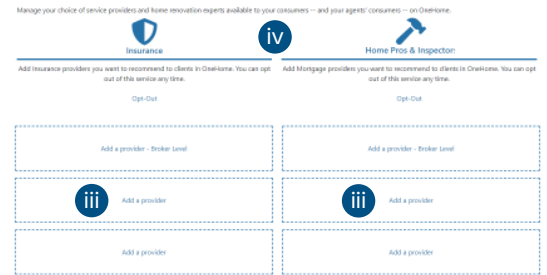 Manage your choice of service providers and home renovation experts available to your consumers -- and your agents' consumers -- on OneHome.
iv
Insurance
Home Pros & Inspectors
Add Insurance providers you want to recommend to clients in OneHome. You can opt
out of this service any time.
Add Mortgage providers you want to recommend to clients in OneHome. You can opt
out of this service any time.
Opt-Out
Opt-Out
Add a provider - Broker Level
Add a provider - Broker Level
iii
Add a provider
iii
Add a provider
Add a provider
Add a provider